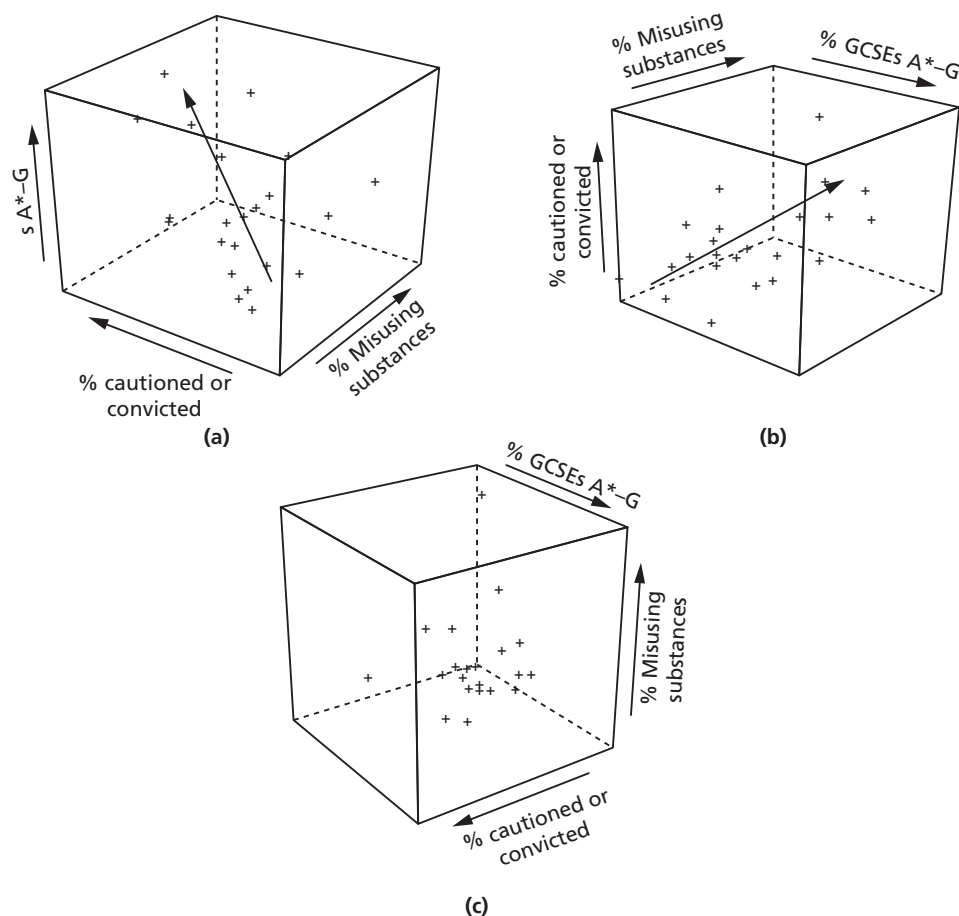 s A*–G
% cautioned or
convicted
% Misusing
substances
(a)
% Misusing
substances
% GCSEs A*–G
% cautioned or
convicted
(b)
% GCSEs A*–G
% Misusing
substances
% cautioned or
convicted
(c)